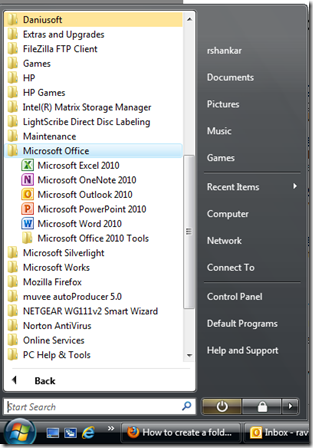 Daniusoft
Extras and Upgrades
FileZilla FTP Client
Games
HP
HP Games
Intel(R) Matrix Storage Manager
LightScribe Direct Disc Labeling
Maintenance
Microsoft Office
Microsoft Excel 2010
Microsoft OneNote 2010
Microsoft Outlook 2010
Microsoft PowerPoint 2010
Microsoft Word 2010
Microsoft Office 2010 Tools
Microsoft Silverlight
Microsoft Works
Mozilla Firefox
muvee autoProducer 5.0
NETGEAR WG111v2 Smart Wizard
Norton AntiVirus
Online Services
PC Help & Tools
Back
Start Search
rshankar
Documents
Pictures
Music
Games
Recent Items
Computer
Network
Connect To
Control Panel
Default Programs
Help and Support
How to create a fold...
Inbox - rav